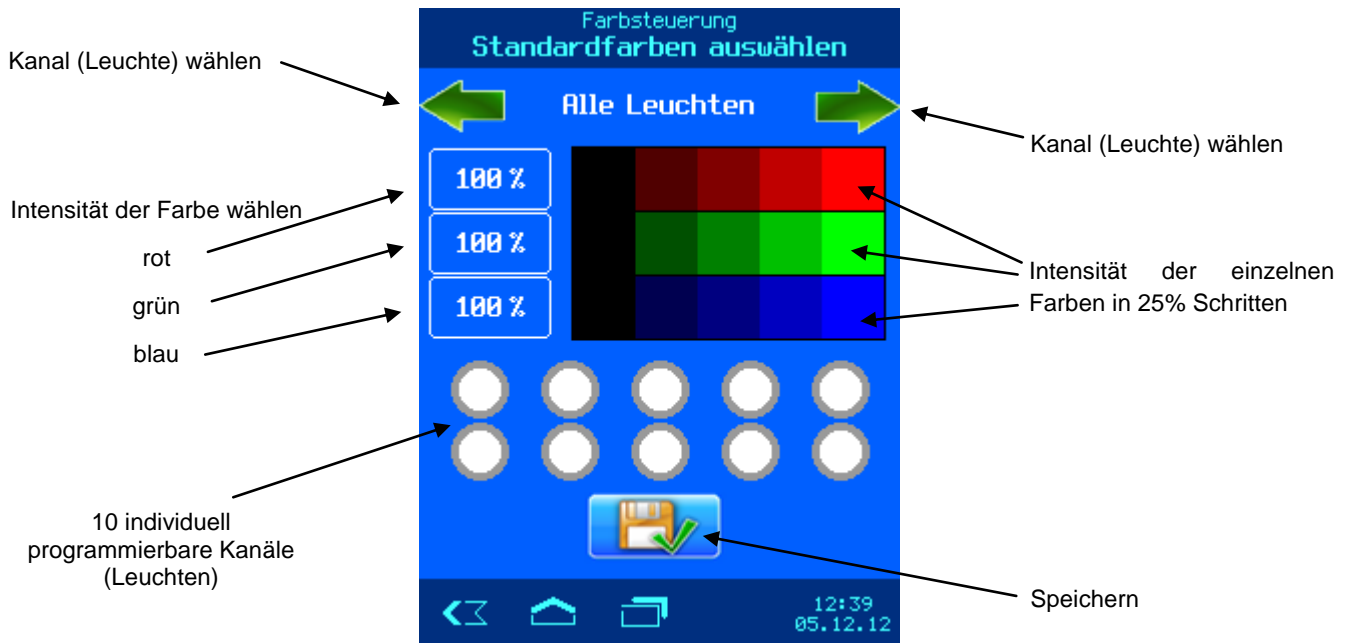 Farbsteuerung
Standardfarben auswählen
Kanal (Leuchte) wählen
Alle Leuchten
Kanal (Leuchte) wählen
100 %
Intensität der Farbe wählen
rot
100 %
grün
100 %
blau
Intensität der einzelnen
Farben in 25% Schritten
10 individuell
programmierbare Kanäle
(Leuchten)
Speichern
12:39
05.12.12